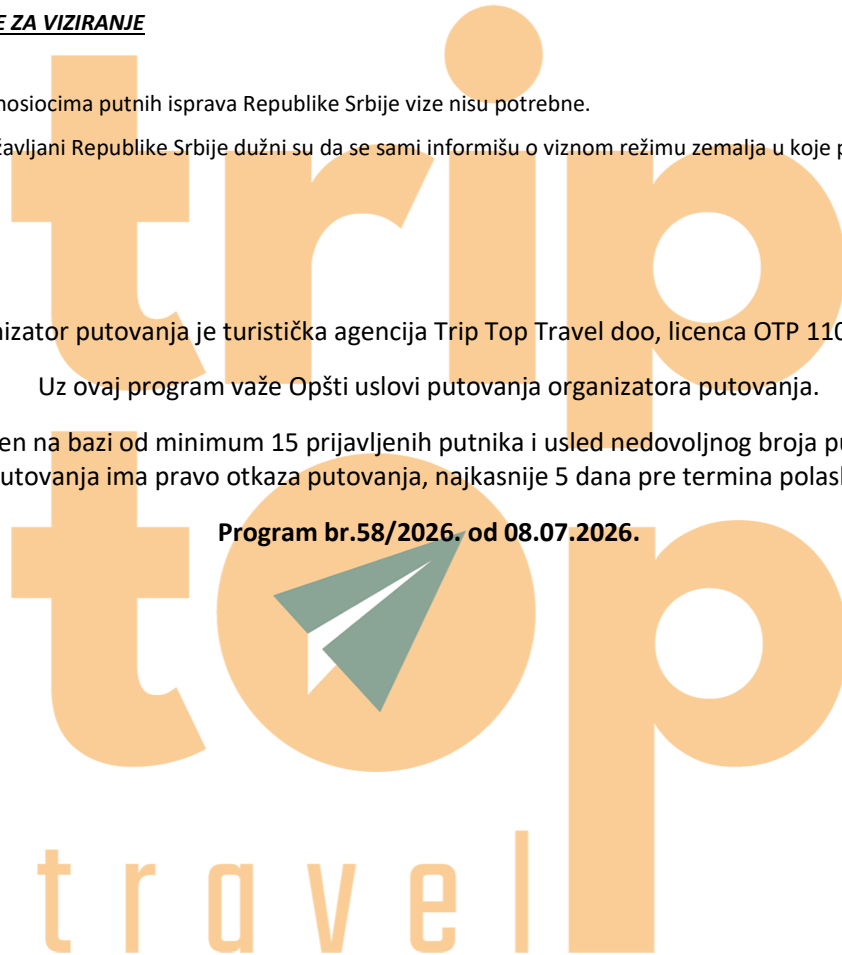 E ZA VIZIRANJE
nosiocima putnih isprava Republike Srbije vize nisu potrebne.
žavljani Republike Srbije dužni su da se sami informišu o viznom režimu zemalja u koje p
nizator putovanja je turistička agencija Trip Top Travel doo, licenca OTP 110
Uz ovaj program važe Opšti uslovi putovanja organizatora putovanja.
en na bazi od minimum 15 prijavljenih putnika i usled nedovoljnog broja pu
utovanja ima pravo otkaza putovanja, najkasnije 5 dana pre termina polask
Program br.58/2026. od 08.07.2026.
trip
top
travel